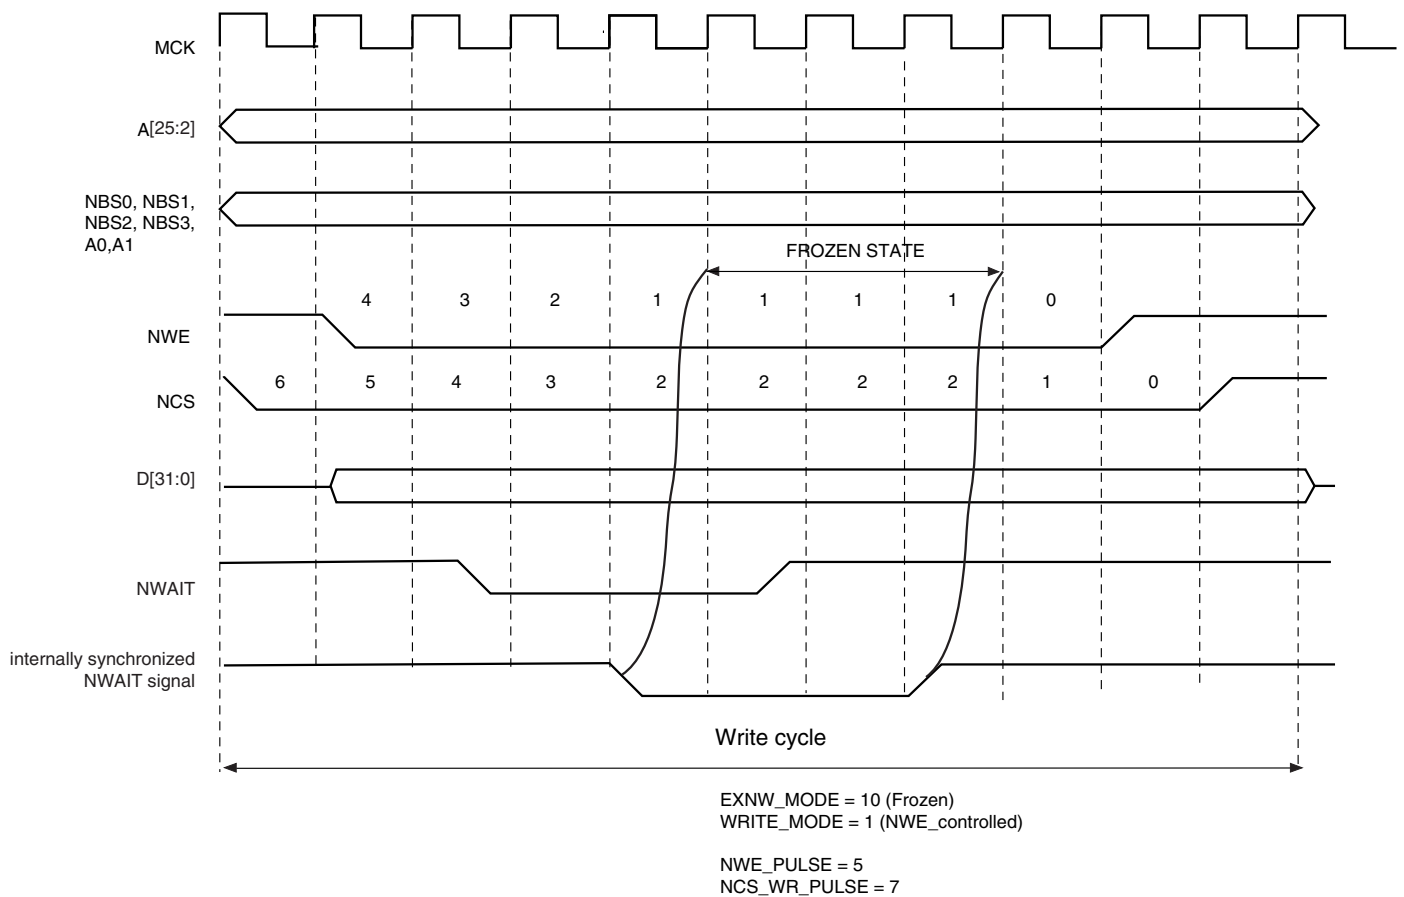 MCK
A[25:2]
NBS0, NBS1,
NBS2, NBS3,
A0,A1
FROZEN STATE
4 3 2 1 1 1 1 0
NWE
6 5 4 3 2 2 2 2 1 0
NCS
D[31:0]
NWAIT
internally synchronized
NWAIT signal
Write cycle
EXNW_MODE = 10 (Frozen)
WRITE_MODE = 1 (NWE_controlled)
NWE_PULSE = 5
NCS_WR_PULSE = 7